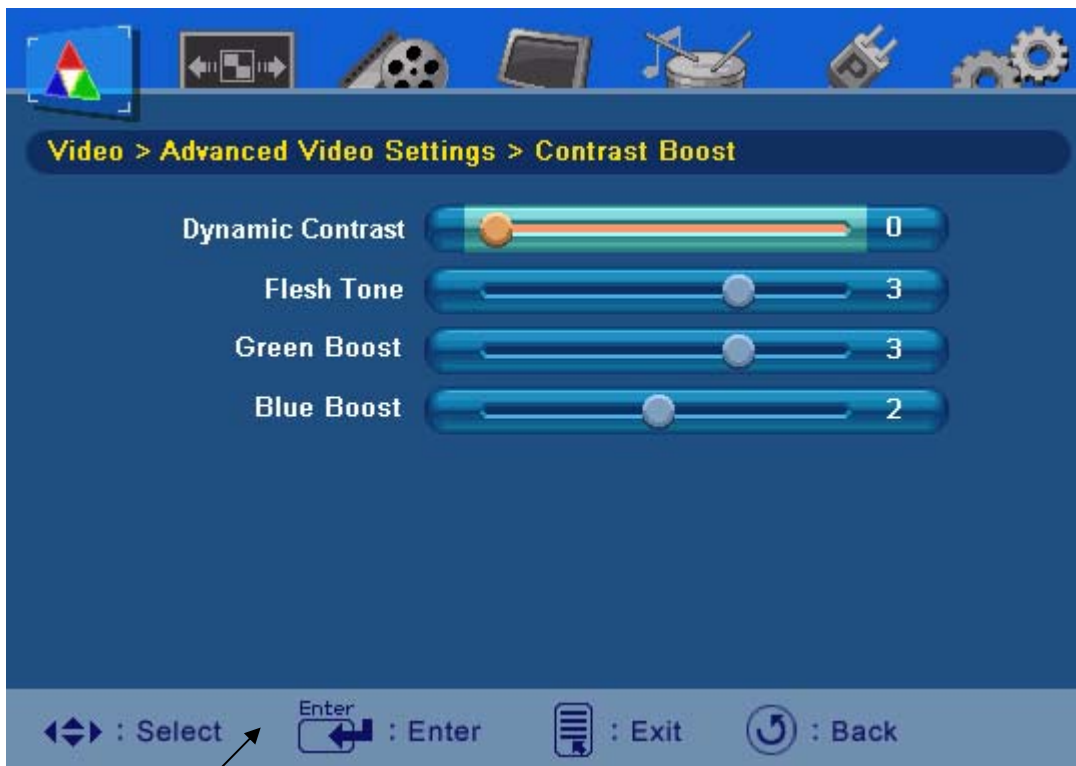 Video > Advanced Video Settings > Contrast Boost
Dynamic Contrast 0
Flesh Tone 3
Green Boost 3
Blue Boost 2
: Select Enter : Enter : Exit : Back